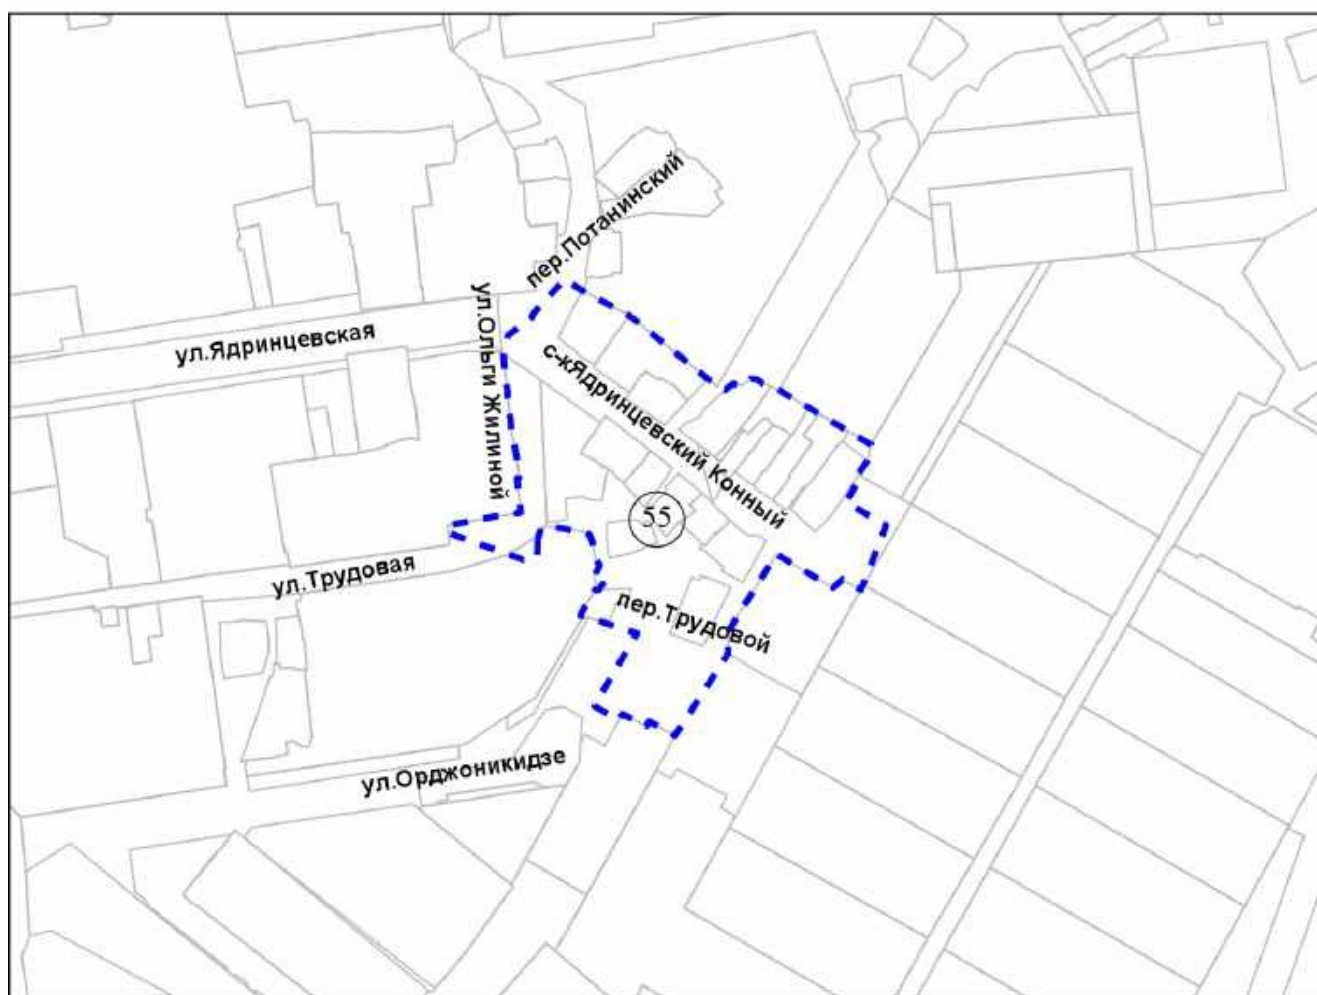 пер.Потанинский
ул.Ольги Жилиной
ул.Ядринцевская
с-кЯдринцевский Конный
55
ул.Трудовая
пер.Трудовой
ул.Орджоникидзе